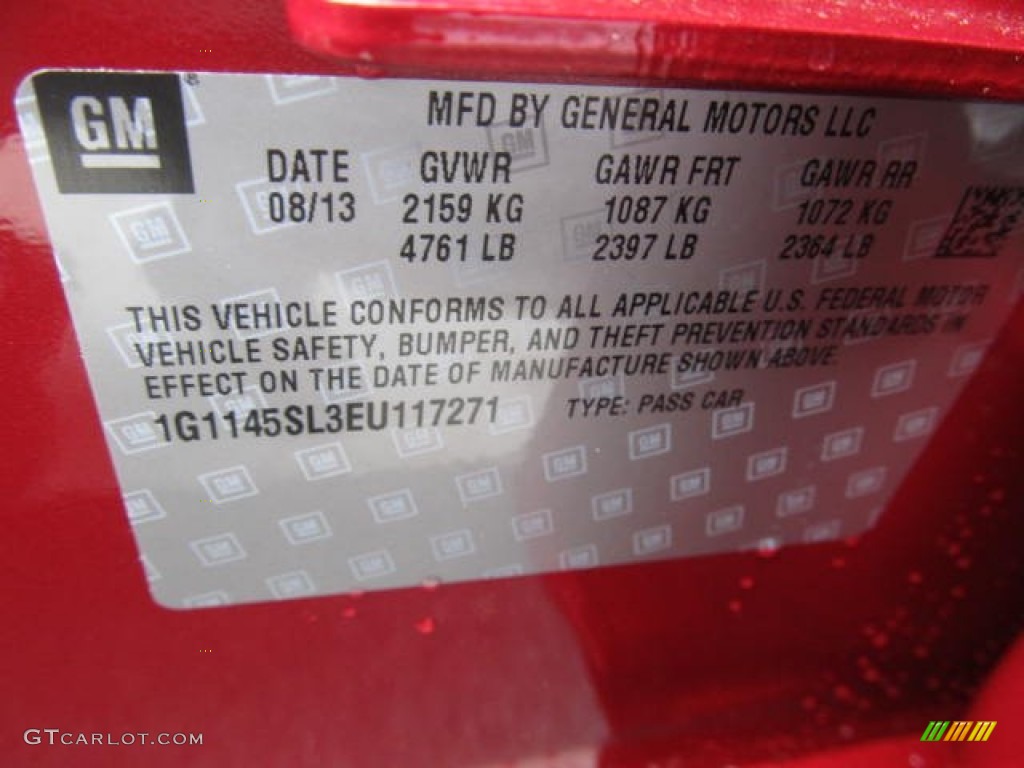 GM
MFD BY GENERAL MOTORS LLC
DATE GVWR GAWR FRT GAWR RR
08/13 2159 KG 1087 KG 1072 KG
4761 LB 2397 LB 2364 LB
THIS VEHICLE CONFORMS TO ALL APPLICABLE U.S. FEDERAL MOTOR
VEHICLE SAFETY, BUMPER, AND THEFT PREVENTION STANDARDS IN
EFFECT ON THE DATE OF MANUFACTURE SHOWN ABOVE.
1G1145SL3EU117271 TYPE: PASS CAR
GTCARLOT.COM